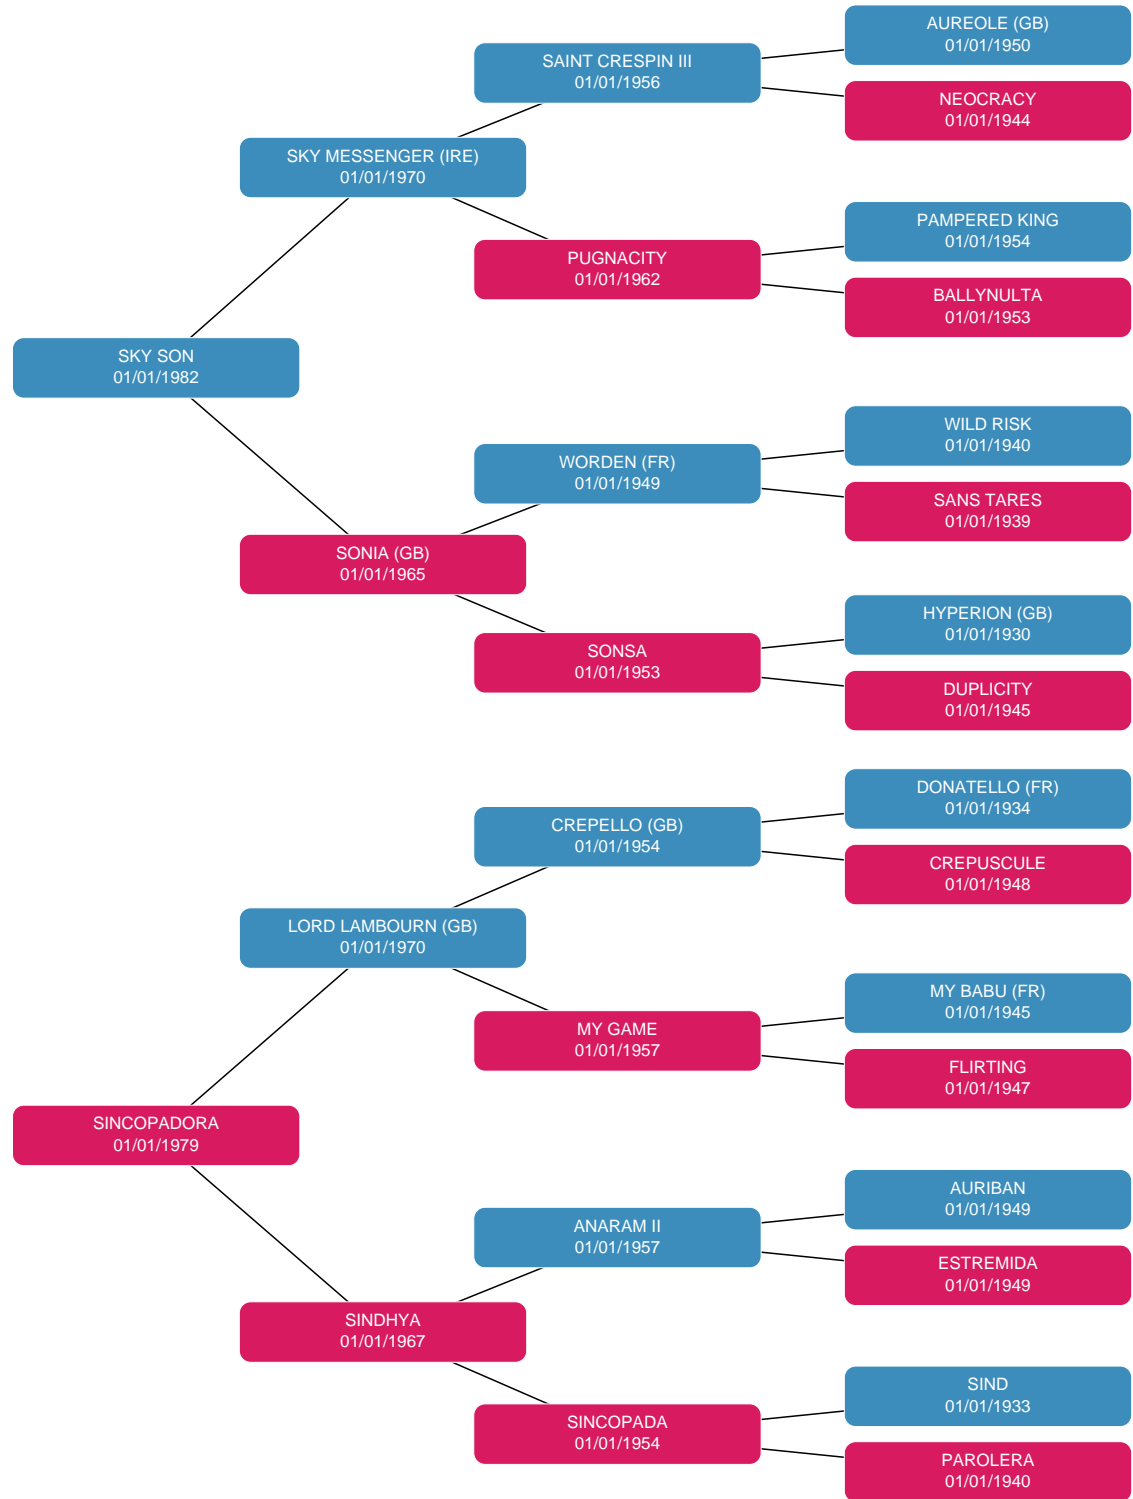 AUREOLE (GB)
01/01/1950
SAINT CRESPIN III
01/01/1956
NEOCRACY
01/01/1944
SKY MESSENGER (IRE)
01/01/1970
PAMPERED KING
01/01/1954
PUGNACITY
01/01/1962
BALLYNULTA
01/01/1953
SKY SON
01/01/1982
WILD RISK
01/01/1940
WORDEN (FR)
01/01/1949
SANS TARES
01/01/1939
SONIA (GB)
01/01/1965
HYPERION (GB)
01/01/1930
SONSA
01/01/1953
DUPLICITY
01/01/1945
DONATELLO (FR)
01/01/1934
CREPELLO (GB)
01/01/1954
CREPUSCULE
01/01/1948
LORD LAMBOURN (GB)
01/01/1970
MY BABU (FR)
01/01/1945
MY GAME
01/01/1957
FLIRTING
01/01/1947
SINCOPADORA
01/01/1979
AURIBAN
01/01/1949
ANARAM II
01/01/1957
ESTREMIDA
01/01/1949
SINDHYA
01/01/1967
SIND
01/01/1933
SINCOPADA
01/01/1954
PAROLERA
01/01/1940